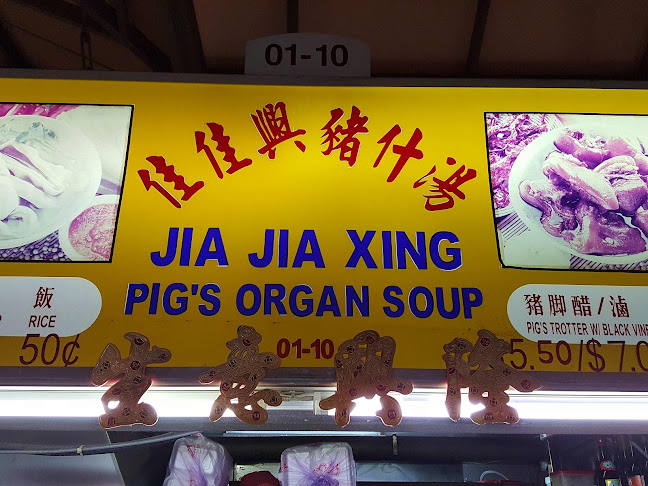 01-10
佳佳興豬什湯
JIA JIA XING
PIG'S ORGAN SOUP
飯
RICE
50¢
01-10
豬脚醋/滷
PIG'S TROTTER W/ BLACK VINE
5.50/$7.0
生意興隆